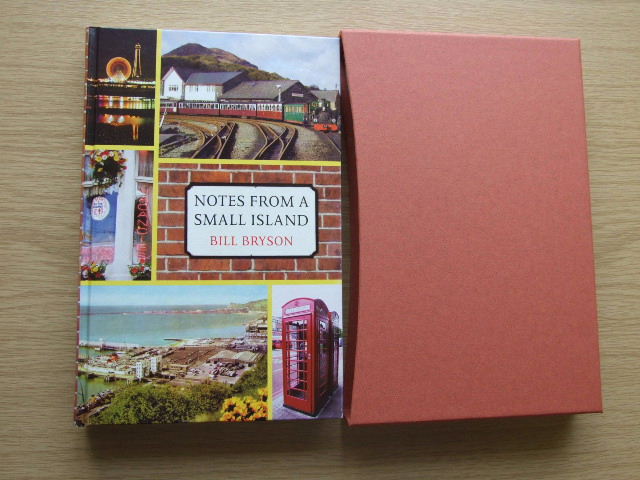 NOTES FROM A
SMALL ISLAND
BILL BRYSON